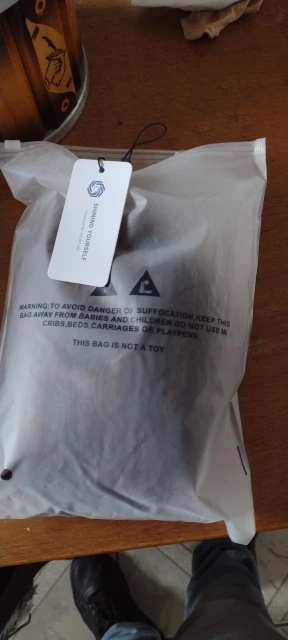 SHINING YOURSELF
WARNING:TO AVOID DANGER OF SUFFOCATION,KEEP THIS
BAG AWAY FROM BABIES AND CHILDREN.DO NOT USE IN
CRIBS,BEDS,CARRIAGES OR PLAYPENS.
THIS BAG IS NOT A TOY